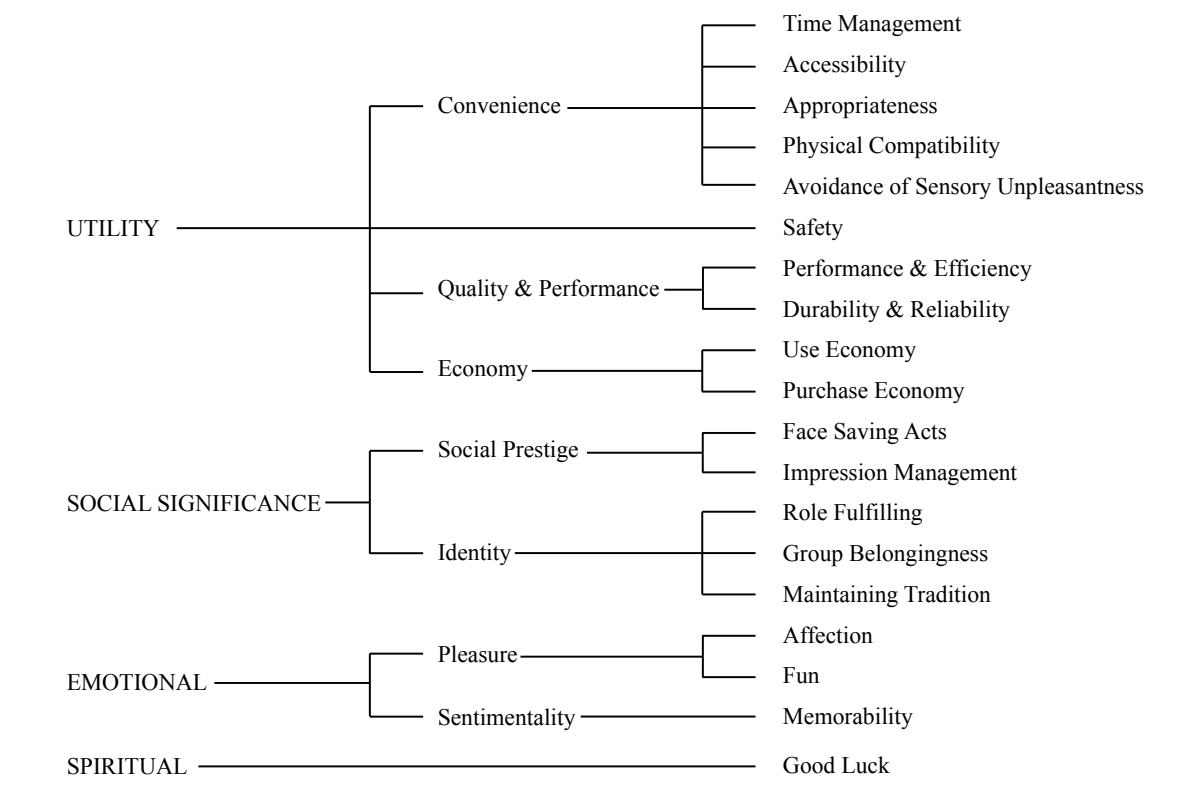 Time Management
Accessibility
Convenience
Appropriateness
Physical Compatibility
Avoidance of Sensory Unpleasantness
UTILITY
Safety
Performance & Efficiency
Quality & Performance
Durability & Reliability
Use Economy
Economy
Purchase Economy
Face Saving Acts
Social Prestige
Impression Management
SOCIAL SIGNIFICANCE
Role Fulfilling
Identity
Group Belongingness
Maintaining Tradition
Affection
Pleasure
Fun
EMOTIONAL
Sentimentality
Memorability
SPIRITUAL
Good Luck